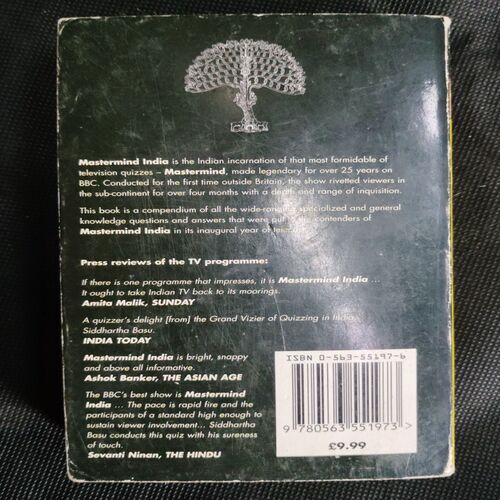 Mastermind India is the Indian incarnation of that most formidable of
television quizzes – Mastermind, made legendary for over 25 years on
BBC. Conducted for the first time outside Britain, the show rivetted viewers in
the sub-continent for over four months with a depth and range of inquisition.
This book is a compendium of all the wide-ranging specialized and general
knowledge questions and answers that were put to the contenders of
Mastermind India in its inaugural year of
Press reviews of the TV programme:
If there is one programme that impresses, it is Mastermind India ...
It ought to take Indian TV back to its moorings.
Amita Malik, SUNDAY
A quizzer's delight [from] the Grand Vizier of Quizzing in India,
Siddhartha Basu.
INDIA TODAY
Mastermind India is bright, snappy
and above all informative.
Ashok Banker, THE ASIAN AGE
The BBC's best show is Mastermind
India ... The pace is rapid fire and the
participants of a standard high enough to
sustain viewer involvement... Siddhartha
Basu conducts this quiz with his sureness
of touch.
Sevanti Ninan, THE HINDU
ISBN 0-563-55197-6
9 780563 551973 >
£9.99